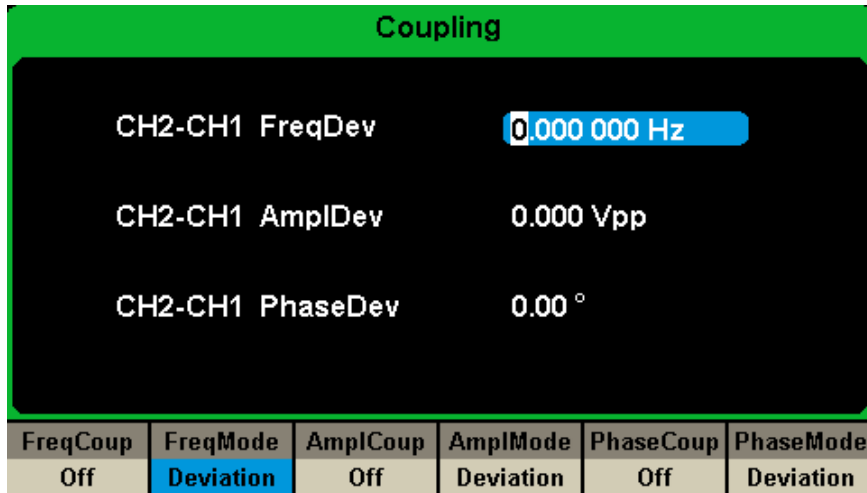 Coupling
CH2-CH1 FreqDev 0.000 000 Hz
CH2-CH1 AmplDev 0.000 Vpp
CH2-CH1 PhaseDev 0.00 °
FreqCoup FreqMode AmplCoup AmplMode PhaseCoup PhaseMode
Off Deviation Off Deviation Off Deviation